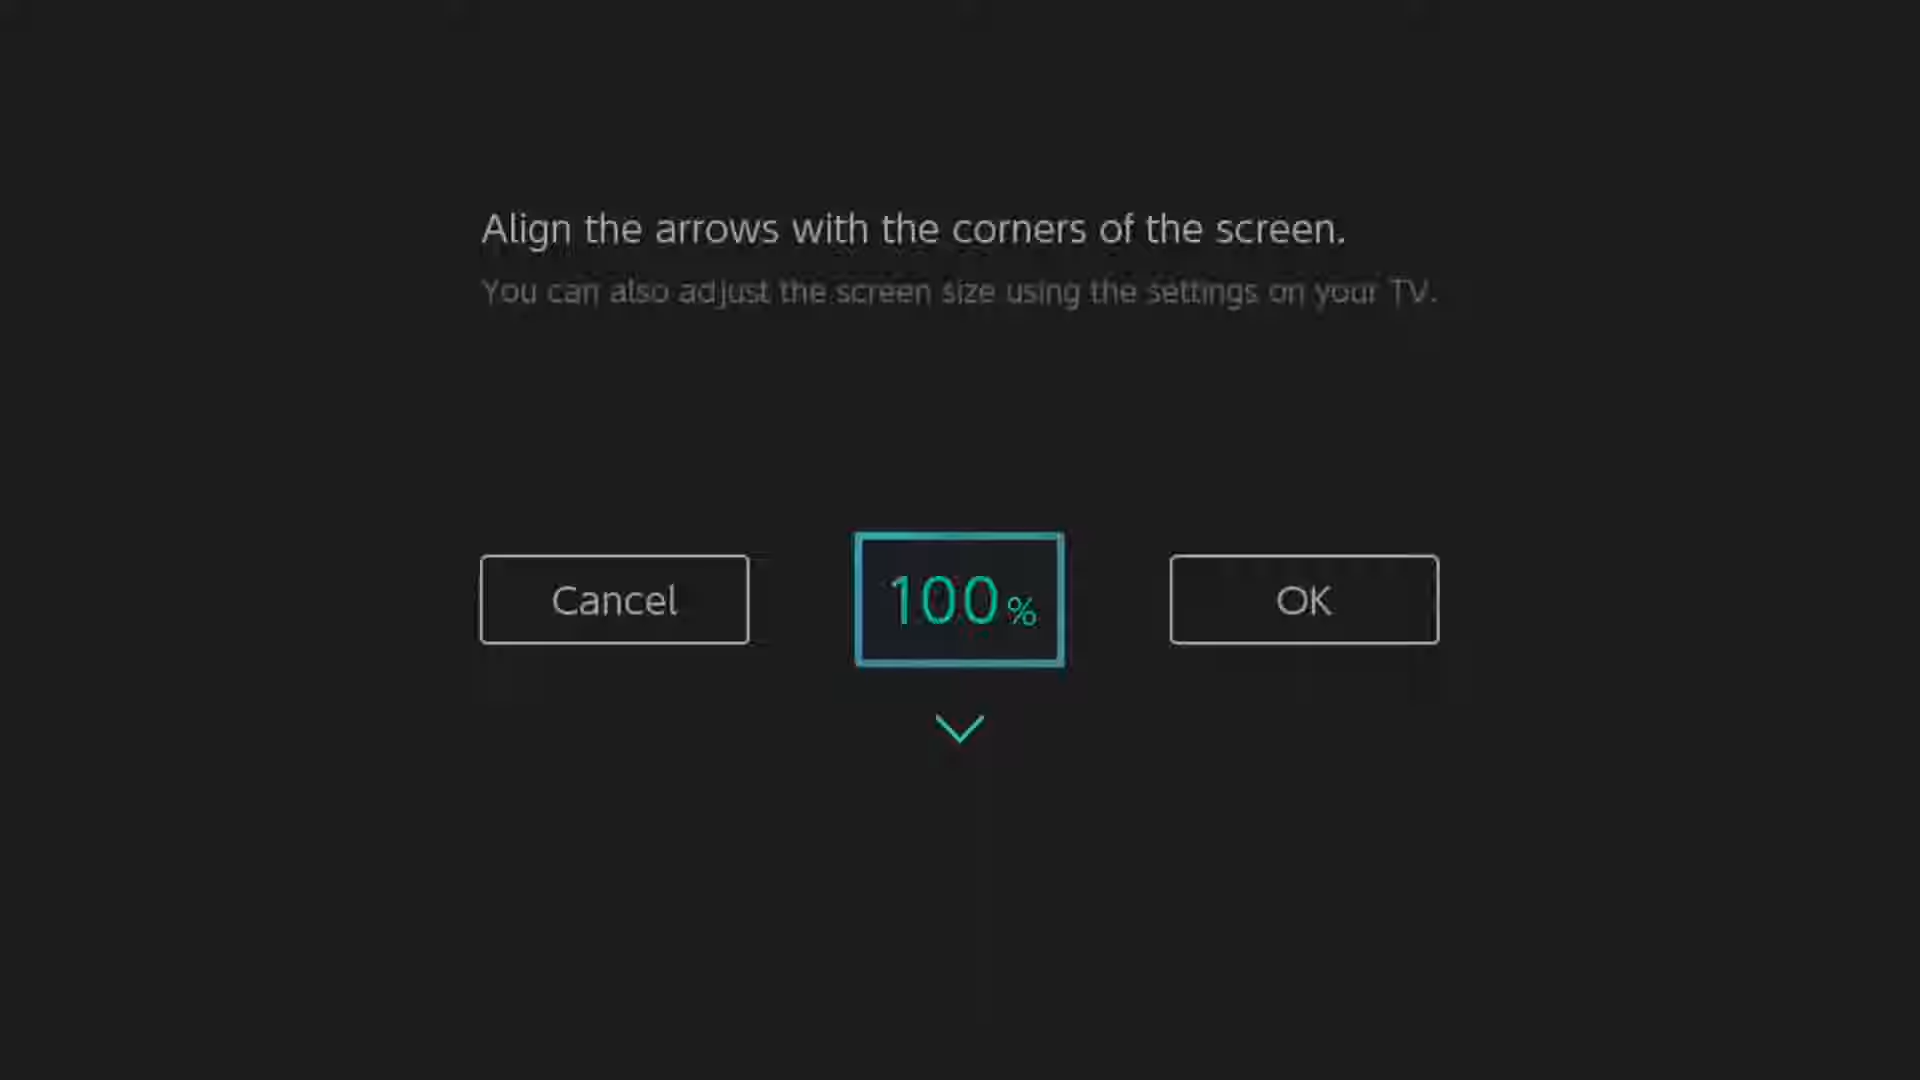 Align the arrows with the corners of the screen.
You can also adjust the screen size using the settings on your TV.
Cancel
100%
OK